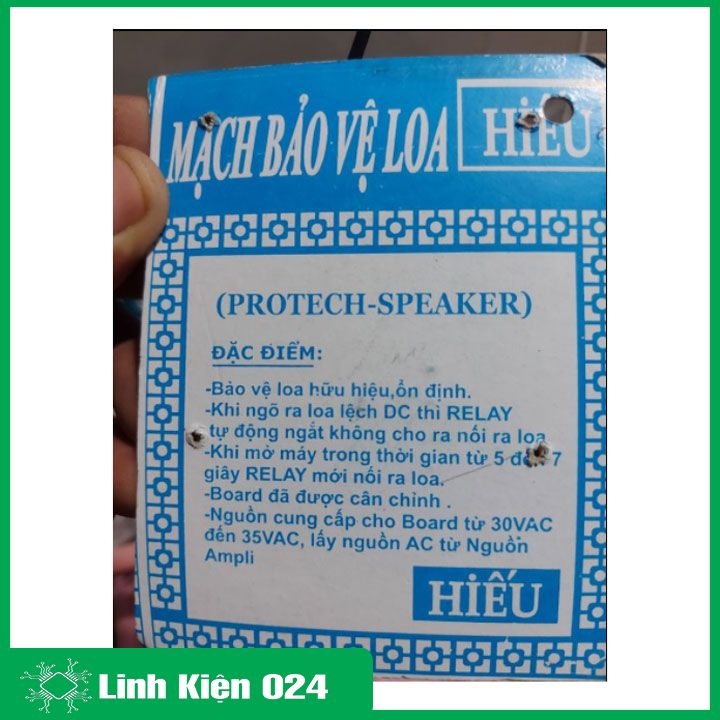 MẠCH BẢO VỆ LOA HiẾU
(PROTECH-SPEAKER)
ĐẶC ĐIỂM:
-Bảo vệ loa hữu hiệu,ổn định.
-Khi ngõ ra loa lệch DC thì RELAY
tự động ngắt không cho ra nối ra loa
-Khi mở máy trong thời gian từ 5 đến 7
giây RELAY mới nối ra loa.
-Board đã được cân chỉnh .
-Nguồn cung cấp cho Board từ 30VAC
đến 35VAC, lấy nguồn AC từ Nguồn
Ampli
HiẾU
Linh Kiện 024